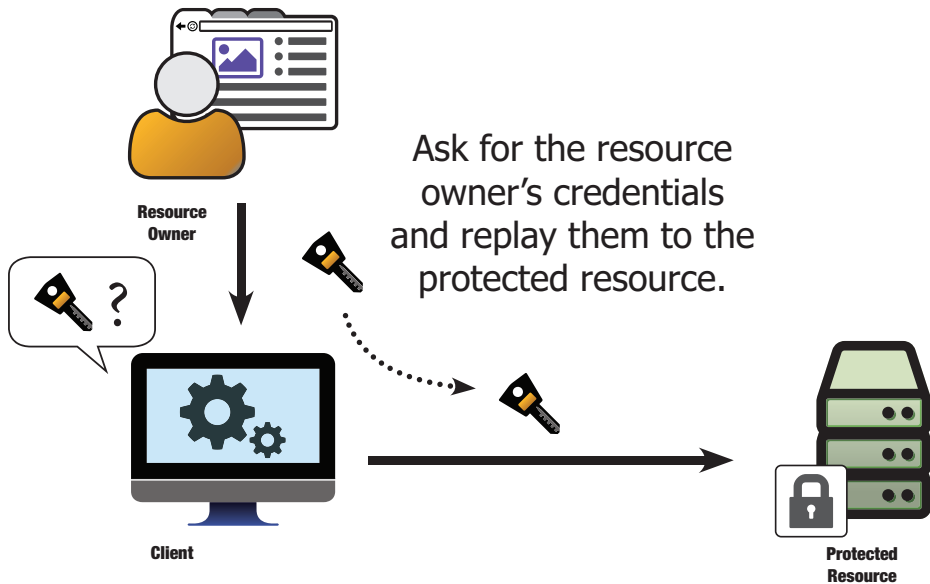 Ask for the resource
owner’s credentials
and replay them to the
protected resource.
Resource
Owner
?
Client
Protected
Resource